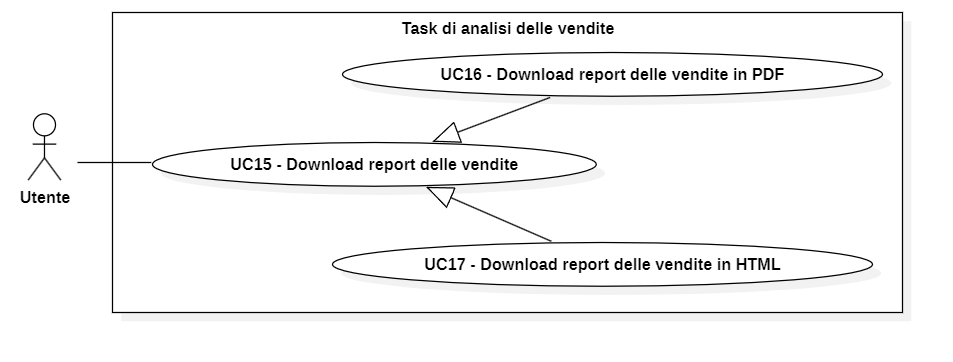 Task di analisi delle vendite
UC16 - Download report delle vendite in PDF
UC15 - Download report delle vendite
Utente
UC17 - Download report delle vendite in HTML